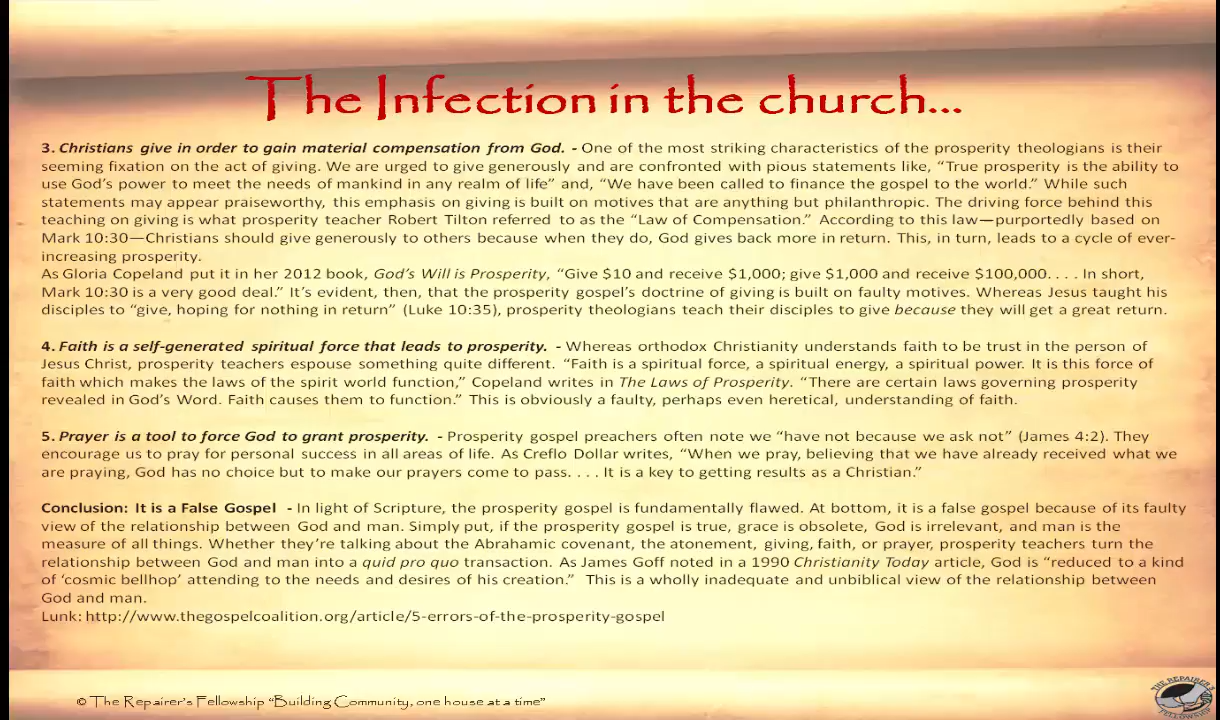 The Infection in the church...
3. Christians give in order to gain material compensation from God. - One of the most striking characteristics of the prosperity theologians is their
seeming fixation on the act of giving. We are urged to give generously and are confronted with pious statements like, “True prosperity is the ability to
use God’s power to meet the needs of mankind in any realm of life” and, “We have been called to finance the gospel to the world.” While such
statements may appear praiseworthy, this emphasis on giving is built on motives that are anything but philanthropic. The driving force behind this
teaching on giving is what prosperity teacher Robert Tilton referred to as the “Law of Compensation.” According to this law—purportedly based on
Mark 10:30—Christians should give generously to others because when they do, God gives back more in return. This, in turn, leads to a cycle of ever-
increasing prosperity.
As Gloria Copeland put it in her 2012 book, God’s Will is Prosperity, “Give $10 and receive $1,000; give $1,000 and receive $100,000. . . . In short,
Mark 10:30 is a very good deal.” It’s evident, then, that the prosperity gospel’s doctrine of giving is built on faulty motives. Whereas Jesus taught his
disciples to “give, hoping for nothing in return” (Luke 10:35), prosperity theologians teach their disciples to give because they will get a great return.
4. Faith is a self-generated spiritual force that leads to prosperity. - Whereas orthodox Christianity understands faith to be trust in the person of
Jesus Christ, prosperity teachers espouse something quite different. “Faith is a spiritual force, a spiritual energy, a spiritual power. It is this force of
faith which makes the laws of the spirit world function,” Copeland writes in The Laws of Prosperity. “There are certain laws governing prosperity
revealed in God’s Word. Faith causes them to function.” This is obviously a faulty, perhaps even heretical, understanding of faith.
5. Prayer is a tool to force God to grant prosperity. - Prosperity gospel preachers often note we “have not because we ask not” (James 4:2). They
encourage us to pray for personal success in all areas of life. As Creflo Dollar writes, “When we pray, believing that we have already received what we
are praying, God has no choice but to make our prayers come to pass. . . . It is a key to getting results as a Christian.”
Conclusion: It is a False Gospel - In light of Scripture, the prosperity gospel is fundamentally flawed. At bottom, it is a false gospel because of its faulty
view of the relationship between God and man. Simply put, if the prosperity gospel is true, grace is obsolete, God is irrelevant, and man is the
measure of all things. Whether they’re talking about the Abrahamic covenant, the atonement, giving, faith, or prayer, prosperity teachers turn the
relationship between God and man into a quid pro quo transaction. As James Goff noted in a 1990 Christianity Today article, God is “reduced to a kind
of ‘cosmic bellhop’ attending to the needs and desires of his creation.” This is a wholly inadequate and unbiblical view of the relationship between
God and man.
Lunk: http://www.thegospelcoalition.org/article/5-errors-of-the-prosperity-gospel
© The Repairer’s Fellowship “Building Community, one house at a time”
THE REPAIRER'S
FELLOWSHIP